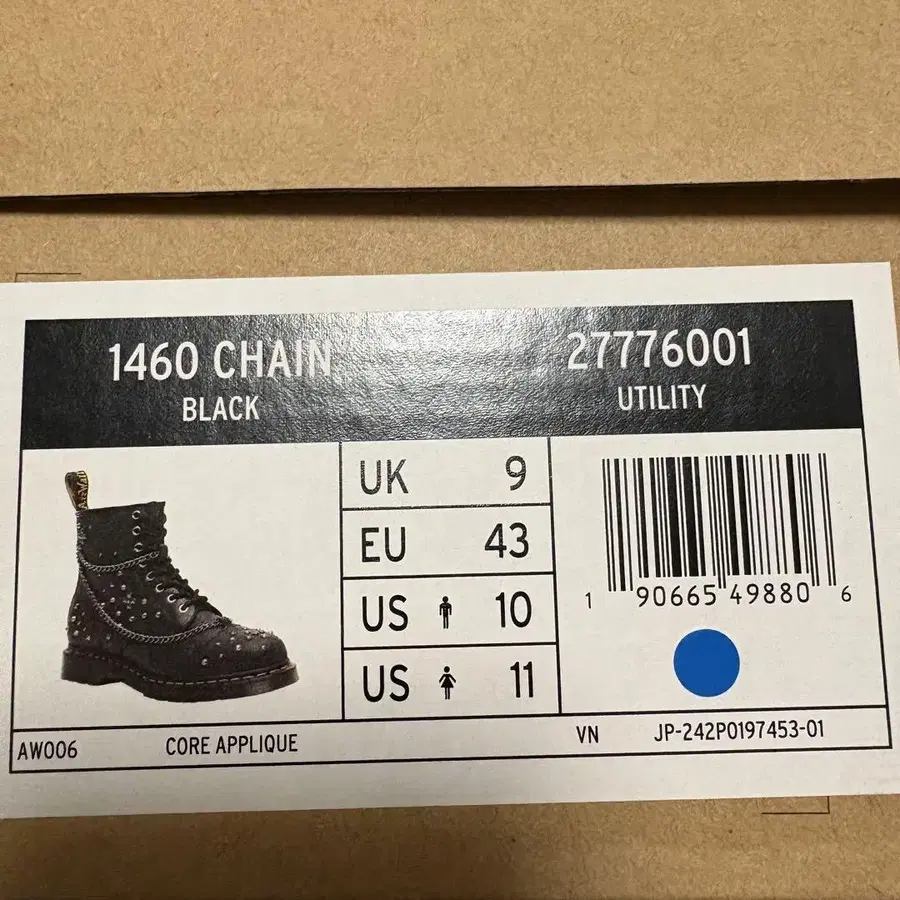 1460 CHAIN
BLACK
27776001
UTILITY
UK 9
EU 43
US 10
US 11
1 90665 49880 6
AW006 CORE APPLIQUE VN JP-242P0197453-01